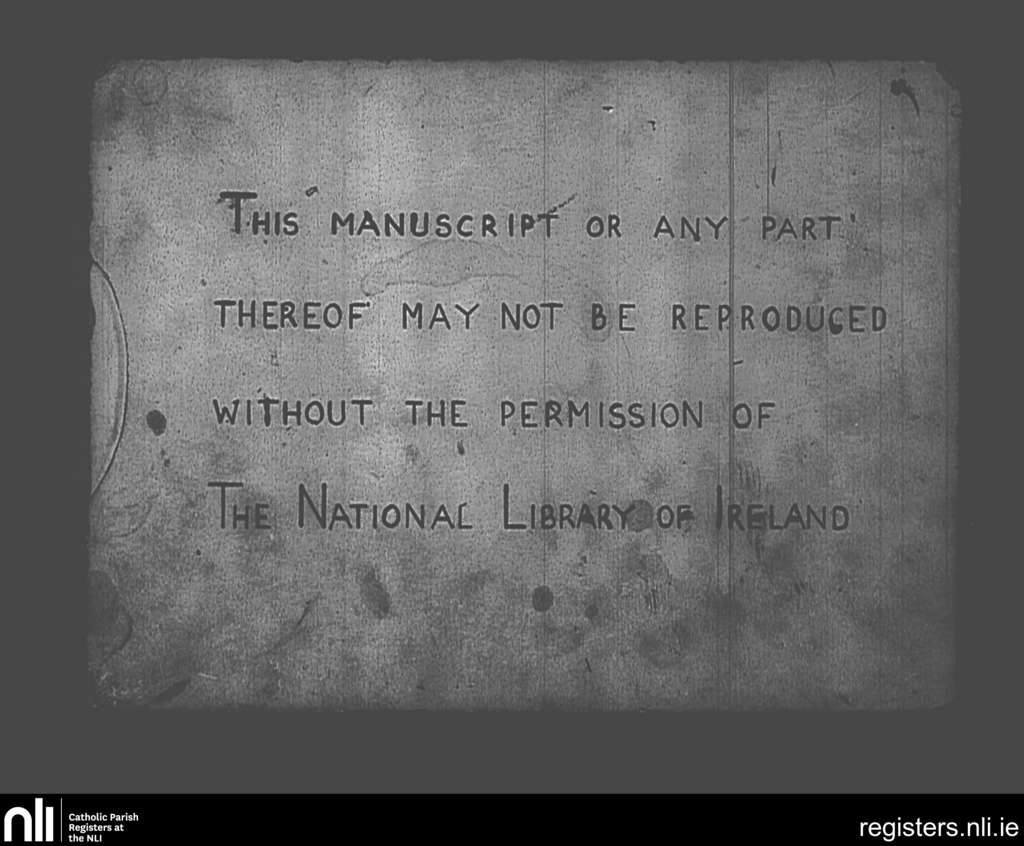 THIS MANUSCRIPT OR ANY PART
THEREOF MAY NOT BE REPRODUCED
WITHOUT THE PERMISSION OF
THE NATIONAL LIBRARY OF IRELAND
nli
Catholic Parish
Registers at
the NLI
registers.nli.ie